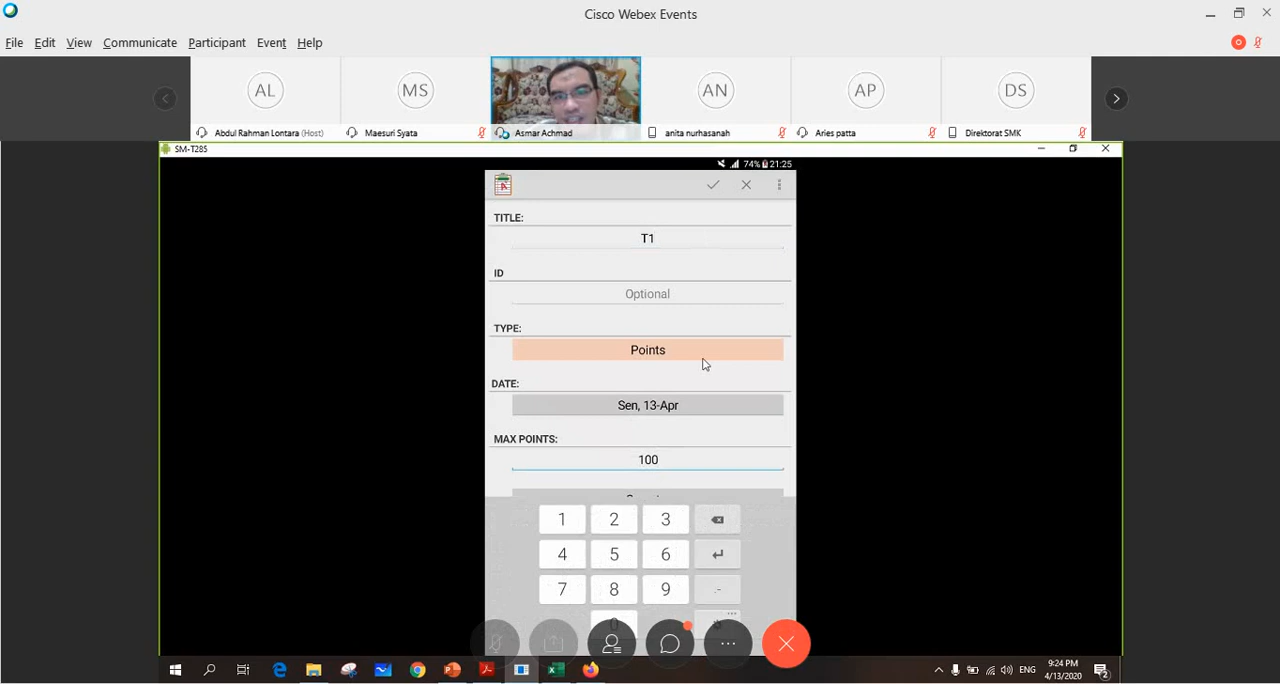 Cisco Webex Events
File Edit View Communicate Participant Event Help
AL MS AN AP DS
Abdul Rahman Lontara (Host) Maesuri Syata Asmar Achmad anita nurhasanah Aries patta Direktorat SMK
SM-T285
74% 21:25
TITLE:
T1
ID
Optional
TYPE:
Points
DATE:
Sen, 13-Apr
MAX POINTS:
100
1 2 3
4 5 6
7 8 9 .-
9:24 PM
ENG
4/13/2020
2